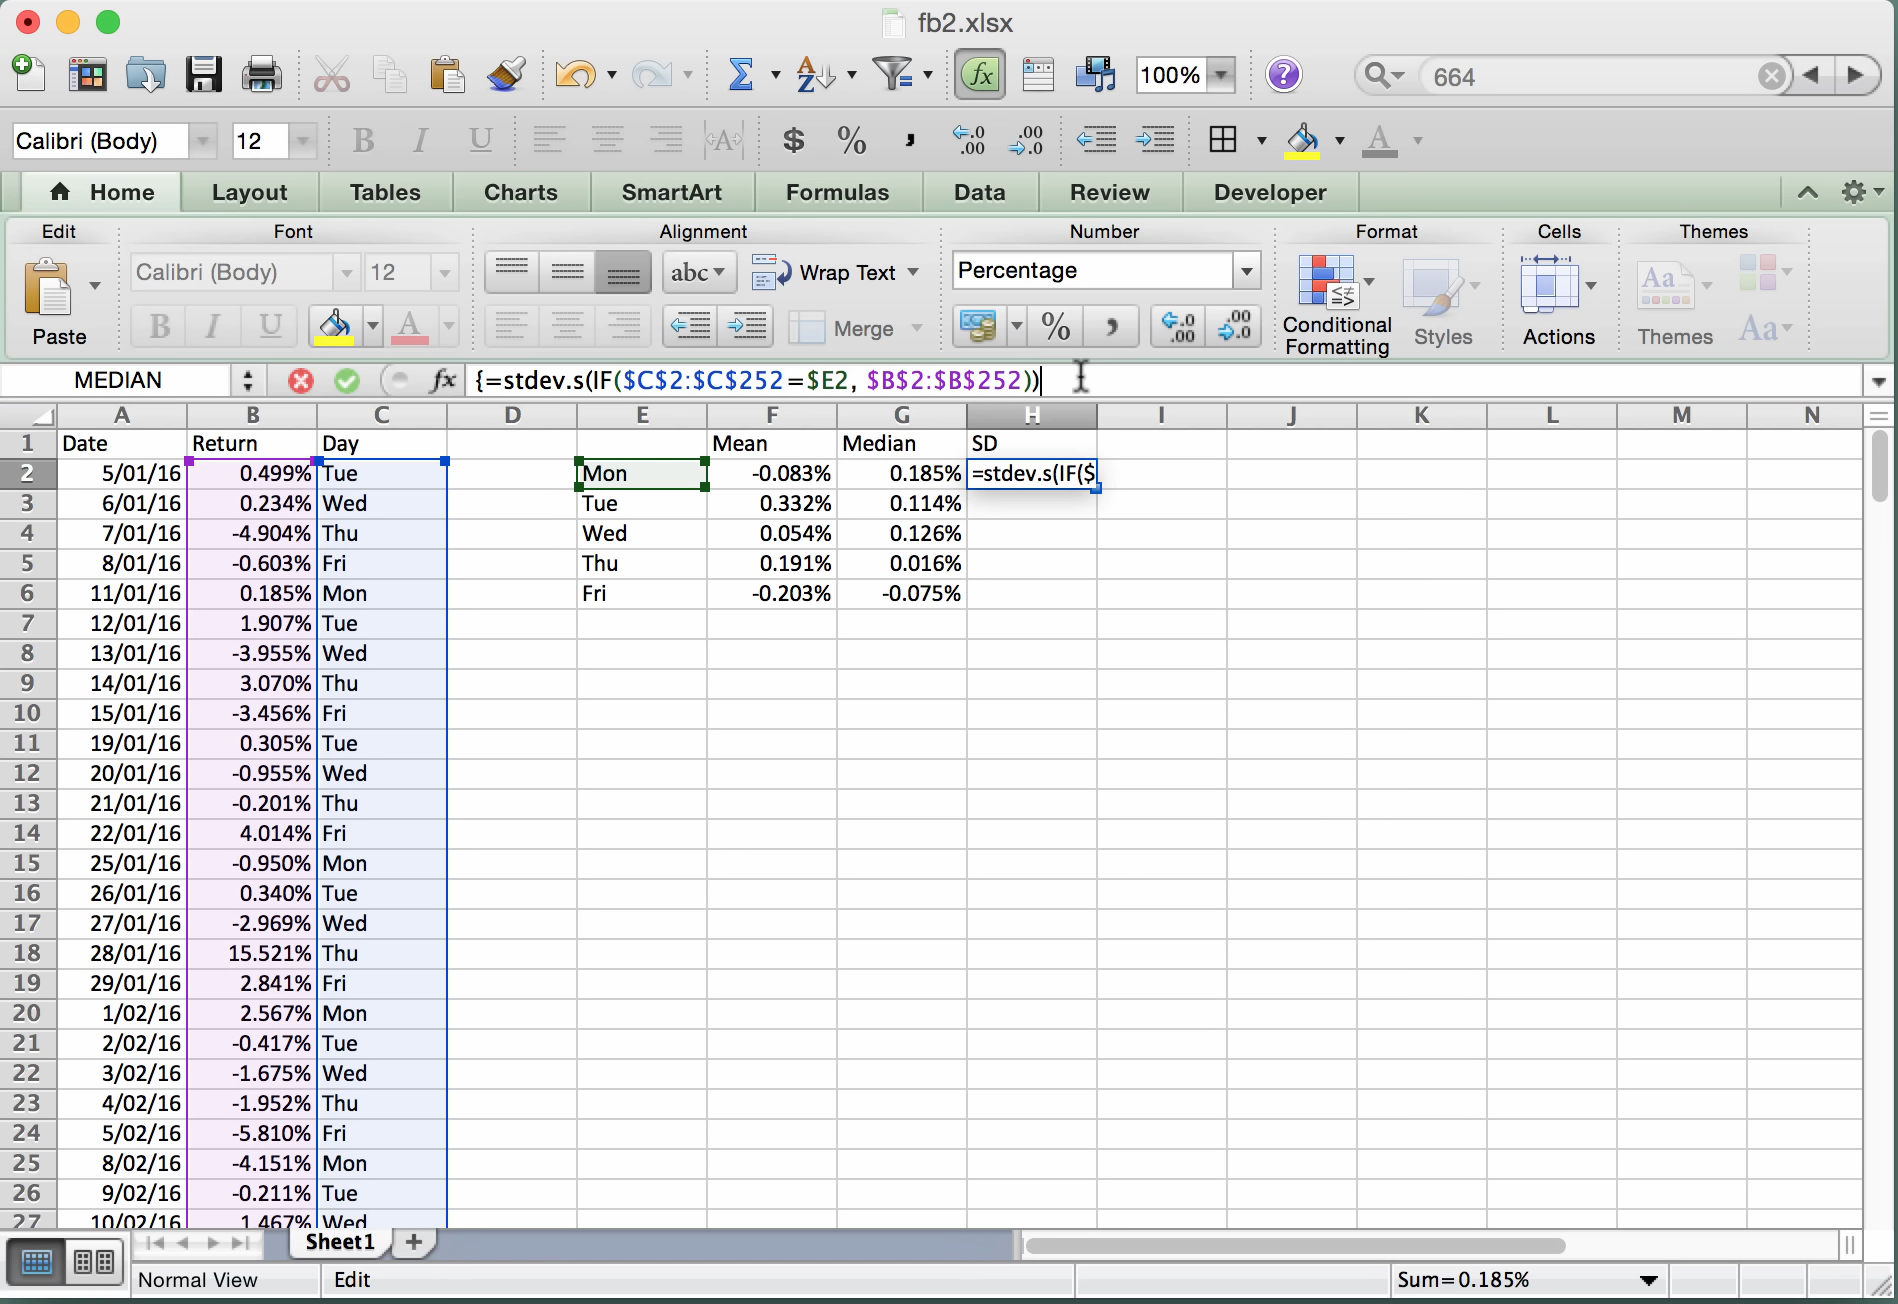 fb2.xlsx
100% 664
Calibri (Body) 12 B I U A $ % , .0 .00 .00 .0 A
Home Layout Tables Charts SmartArt Formulas Data Review Developer
Edit Font Alignment Number Format Cells Themes
Calibri (Body) 12 abc Wrap Text Percentage Aa
B I U A Merge % , .0 .00 .00 .0 Aa
Paste Conditional Formatting Styles Actions Themes
MEDIAN fx {=stdev.s(IF($C$2:$C$252=$E2, $B$2:$B$252))
A B C D E F G H I J K L M N
1 Date Return Day Mean Median SD
2 5/01/16 0.499% Tue Mon -0.083% 0.185% =stdev.s(IF($
3 6/01/16 0.234% Wed Tue 0.332% 0.114%
4 7/01/16 -4.904% Thu Wed 0.054% 0.126%
5 8/01/16 -0.603% Fri Thu 0.191% 0.016%
6 11/01/16 0.185% Mon Fri -0.203% -0.075%
7 12/01/16 1.907% Tue
8 13/01/16 -3.955% Wed
9 14/01/16 3.070% Thu
10 15/01/16 -3.456% Fri
11 19/01/16 0.305% Tue
12 20/01/16 -0.955% Wed
13 21/01/16 -0.201% Thu
14 22/01/16 4.014% Fri
15 25/01/16 -0.950% Mon
16 26/01/16 0.340% Tue
17 27/01/16 -2.969% Wed
18 28/01/16 15.521% Thu
19 29/01/16 2.841% Fri
20 1/02/16 2.567% Mon
21 2/02/16 -0.417% Tue
22 3/02/16 -1.675% Wed
23 4/02/16 -1.952% Thu
24 5/02/16 -5.810% Fri
25 8/02/16 -4.151% Mon
26 9/02/16 -0.211% Tue
27 10/02/16 1.467% Wed
Sheet1
Normal View Edit Sum=0.185%